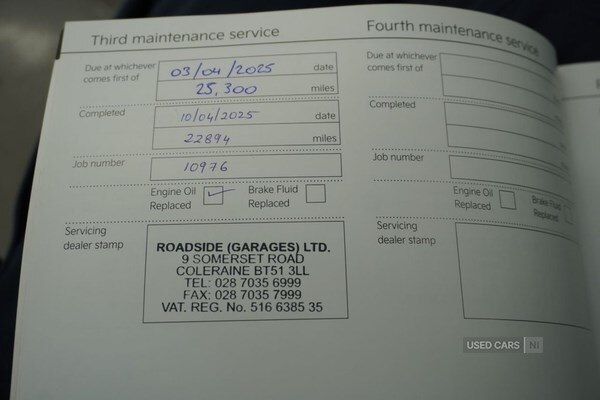 Third maintenance service
Due at whichever
comes first of
03/04/2025 date
25,300 miles
Completed
10/04/2025 date
22894 miles
Job number
10976
Engine Oil
Replaced
Brake Fluid
Replaced
Servicing
dealer stamp
ROADSIDE (GARAGES) LTD.
9 SOMERSET ROAD
COLERAINE BT51 3LL
TEL: 028 7035 6999
FAX: 028 7035 7999
VAT. REG. No. 516 6385 35
Fourth maintenance service
Due at whichever
comes first of
Completed
Job number
Engine Oil
Replaced
Brake Fluid
Replaced
Servicing
dealer stamp
USED CARS NI